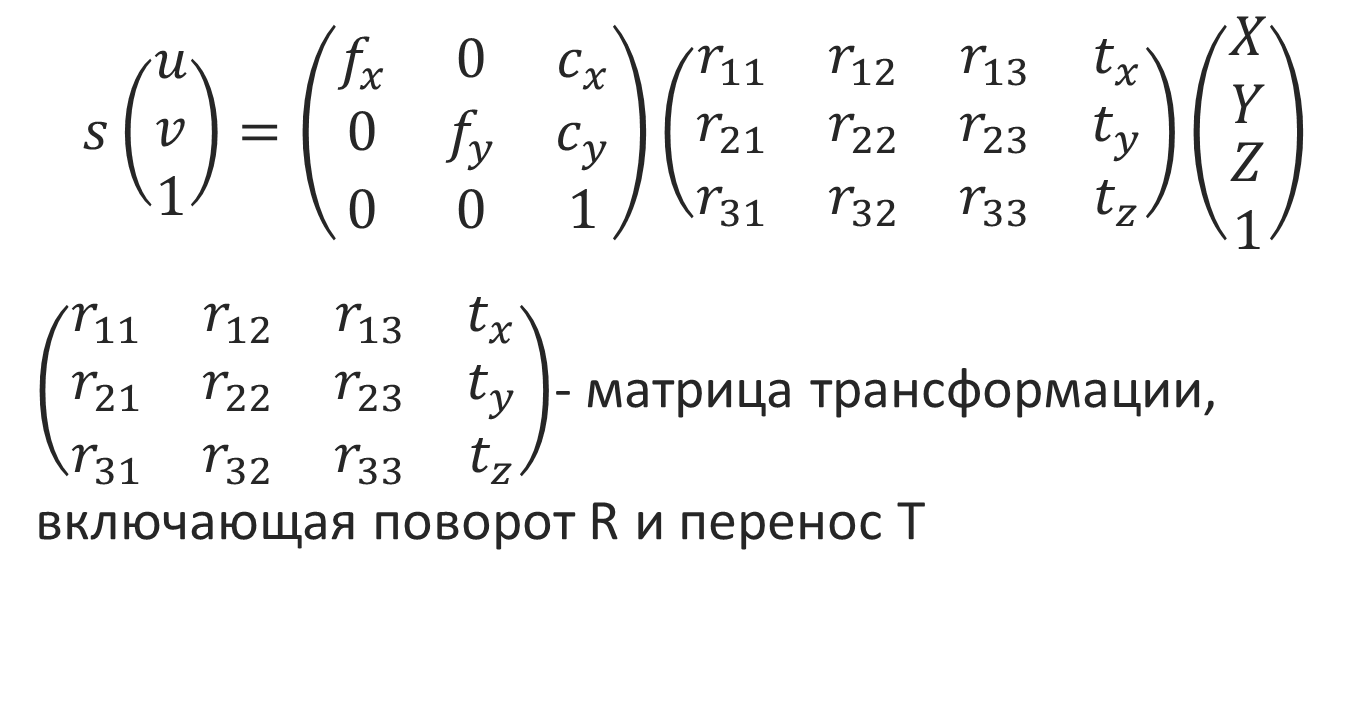 s(u v 1) = (f_x 0 c_x; 0 f_y c_y; 0 0 1) (r_11 r_12 r_13 t_x; r_21 r_22 r_23 t_y; r_31 r_32 r_33 t_z) (X Y Z 1)
(r_11 r_12 r_13 t_x; r_21 r_22 r_23 t_y; r_31 r_32 r_33 t_z) - матрица трансформации,
включающая поворот R и перенос T